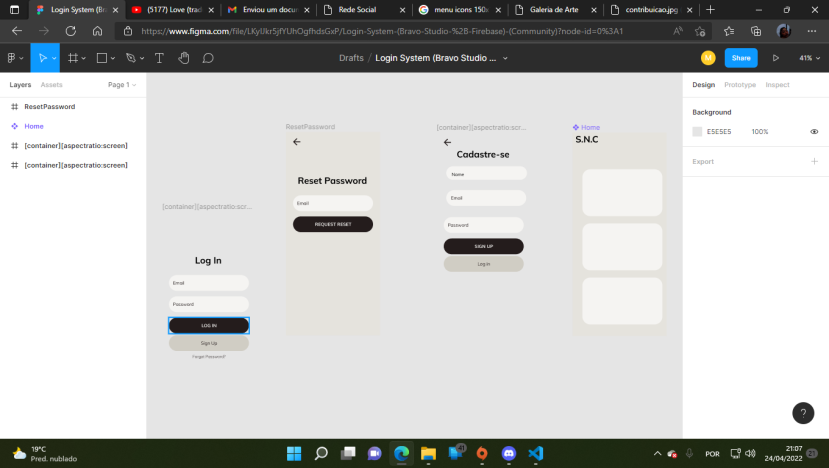 Login System (Bra
(5177) Love (trad
Enviou um docum
Rede Social
menu icons 150x
Galeria de Arte
contribuicao.jpg
https://www.figma.com/file/LKyUkr5jfYUhOgfhdsGxP/Login-System-(Bravo-Studio-%2B-Firebase)-(Community)?node-id=0%3A1
Drafts / Login System (Bravo Studio ...
M
Share
41%
Layers
Assets
Page 1
Design
Prototype
Inspect
ResetPassword
Home
[container][aspectratio:screen]
[container][aspectratio:screen]
Background
E5E5E5
100%
Export
ResetPassword
Reset Password
Email
REQUEST RESET
[container][aspectratio:scr...
Cadastre-se
Name
Email
Password
SIGN UP
Log In
Home
S.N.C
[container][aspectratio:scr...
Log In
Email
Password
LOG IN
Sign Up
Forgot Password?
?
19°C
Pred. nublado
POR
21:07
24/04/2022